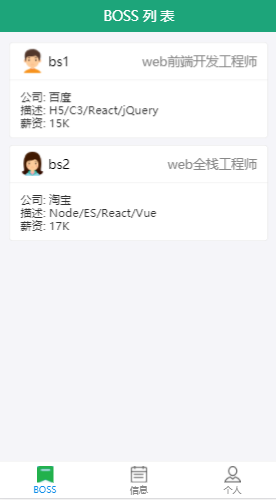 BOSS 列 表
bs1 web前端开发工程师
公司: 百度
描述: H5/C3/React/jQuery
薪资: 15K
bs2 web全栈工程师
公司: 淘宝
描述: Node/ES/React/Vue
薪资: 17K
BOSS 信息 个人